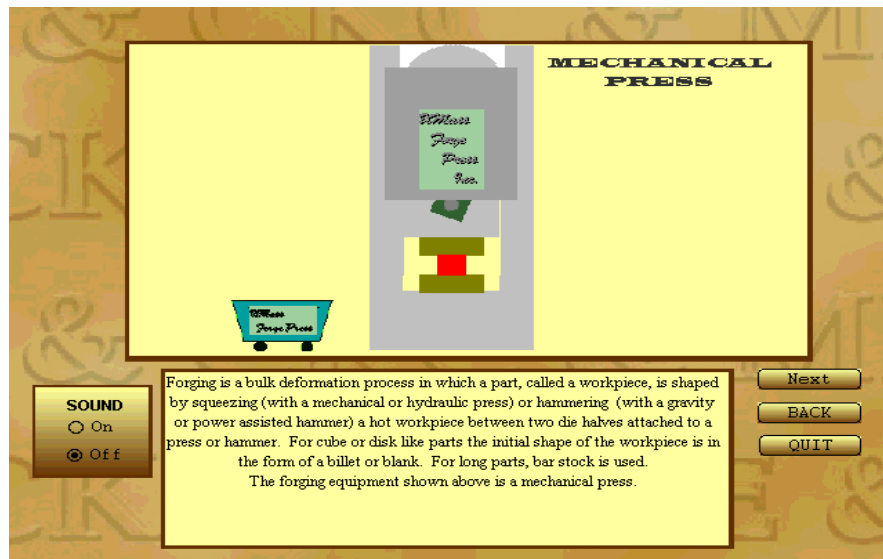 MECHANICAL
PRESS
UMass
Forge
Press
Inc.
UMass
Forge Press
Forging is a bulk deformation process in which a part, called a workpiece, is shaped
by squeezing (with a mechanical or hydraulic press) or hammering (with a gravity
or power assisted hammer) a hot workpiece between two die halves attached to a
press or hammer. For cube or disk like parts the initial shape of the workpiece is in
the form of a billet or blank. For long parts, bar stock is used.
The forging equipment shown above is a mechanical press.
SOUND
On
Off
Next
BACK
QUIT